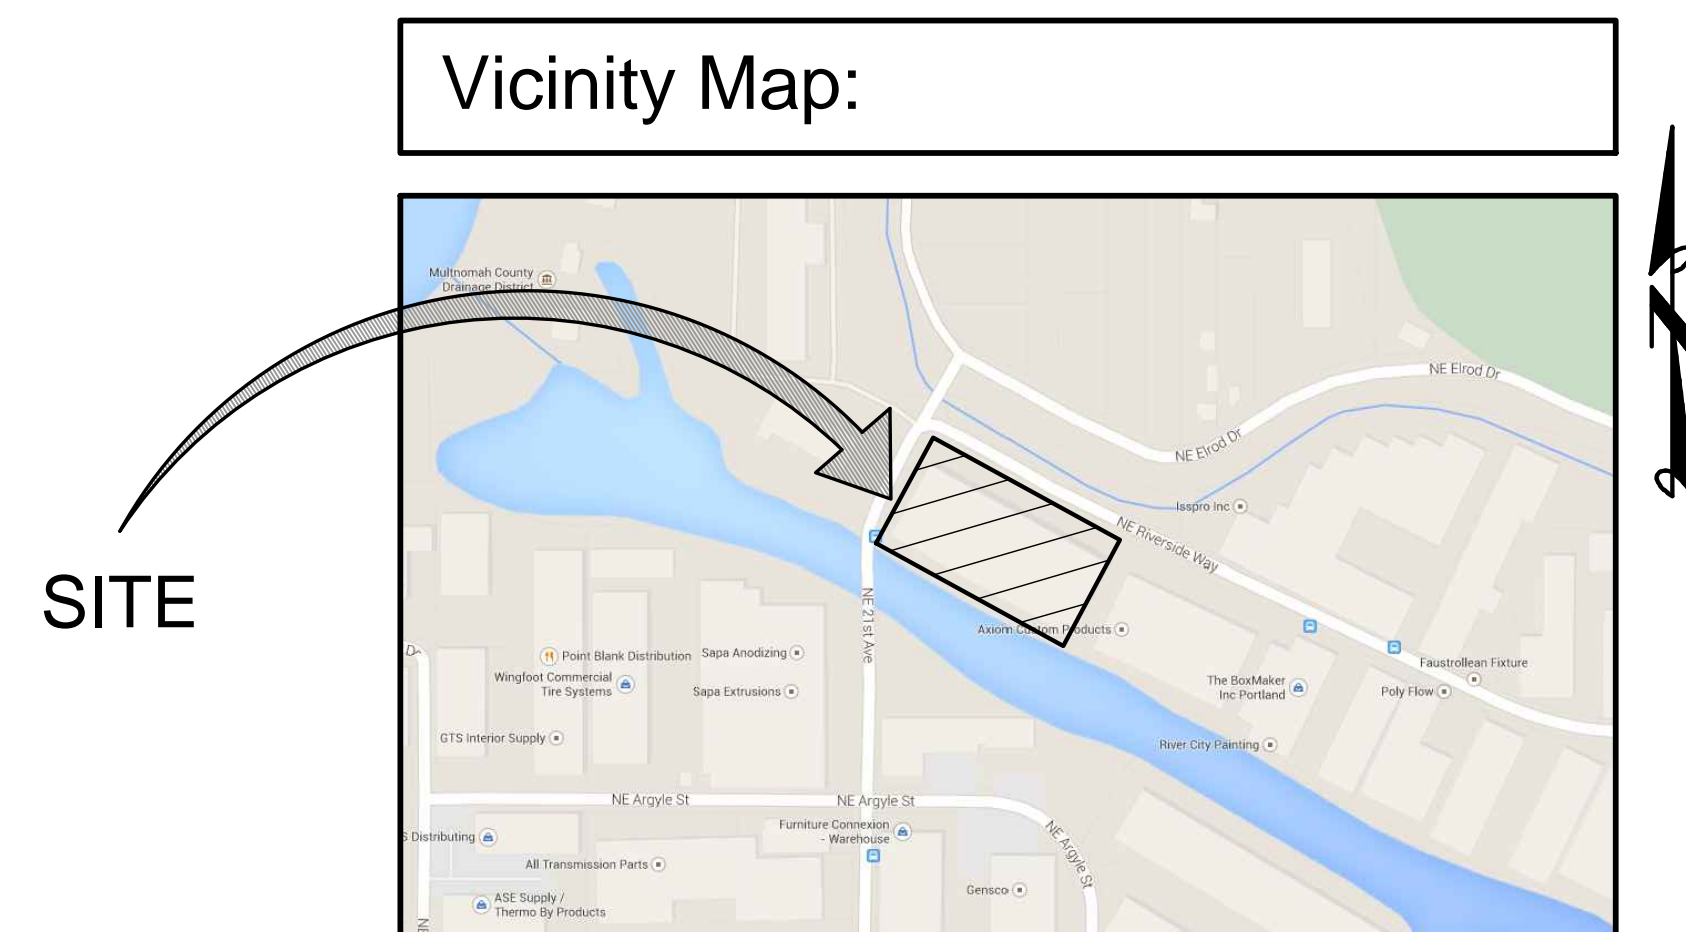 Vicinity Map:
Multnomah County
Drainage District
NE Elrod Dr
NE Elrod Dr
Isspro Inc
NE Riverside Way
SITE
NE 21st Ave
Axiom Custom Products
Point Blank Distribution
Sapa Anodizing
Dr
Wingfoot Commercial
Tire Systems
Sapa Extrusions
Faustrollean Fixture
The BoxMaker
Inc Portland
Poly Flow
GTS Interior Supply
River City Painting
NE Argyle St
NE Argyle St
Furniture Connexion
- Warehouse
NE Argyle St
S Distributing
All Transmission Parts
Gensco
ASE Supply /
Thermo By Products
NE